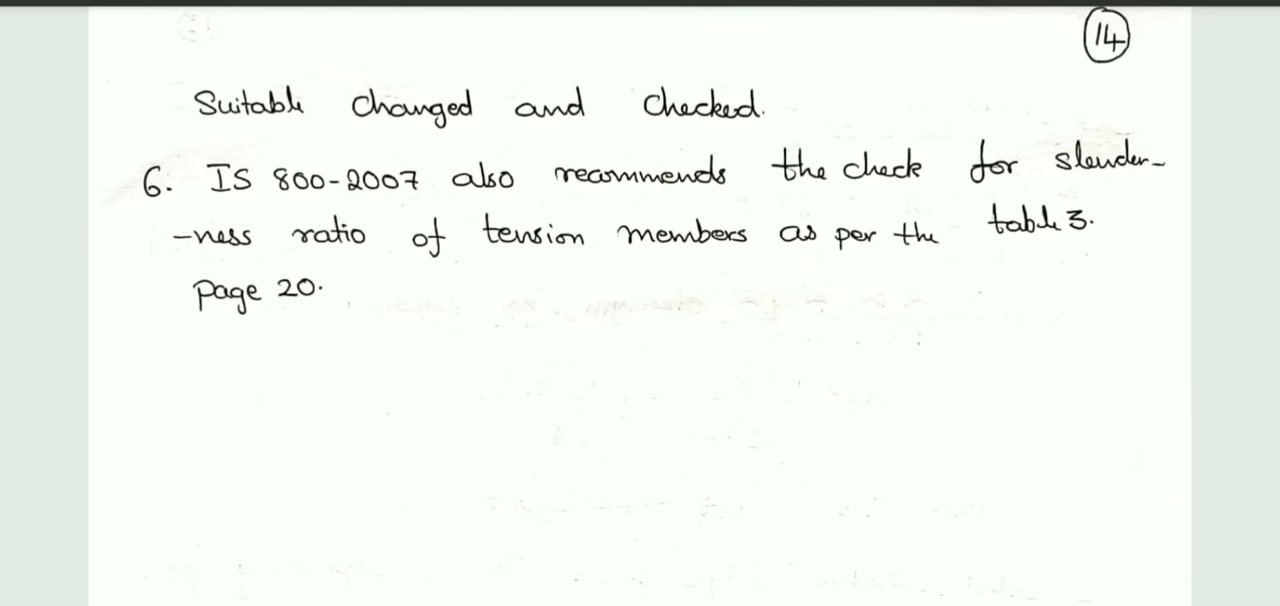 14
Suitable changed and checked.
6. IS 800-2007 also recommends the check for slender-
-ness ratio of tension members as per the table 3.
page 20.